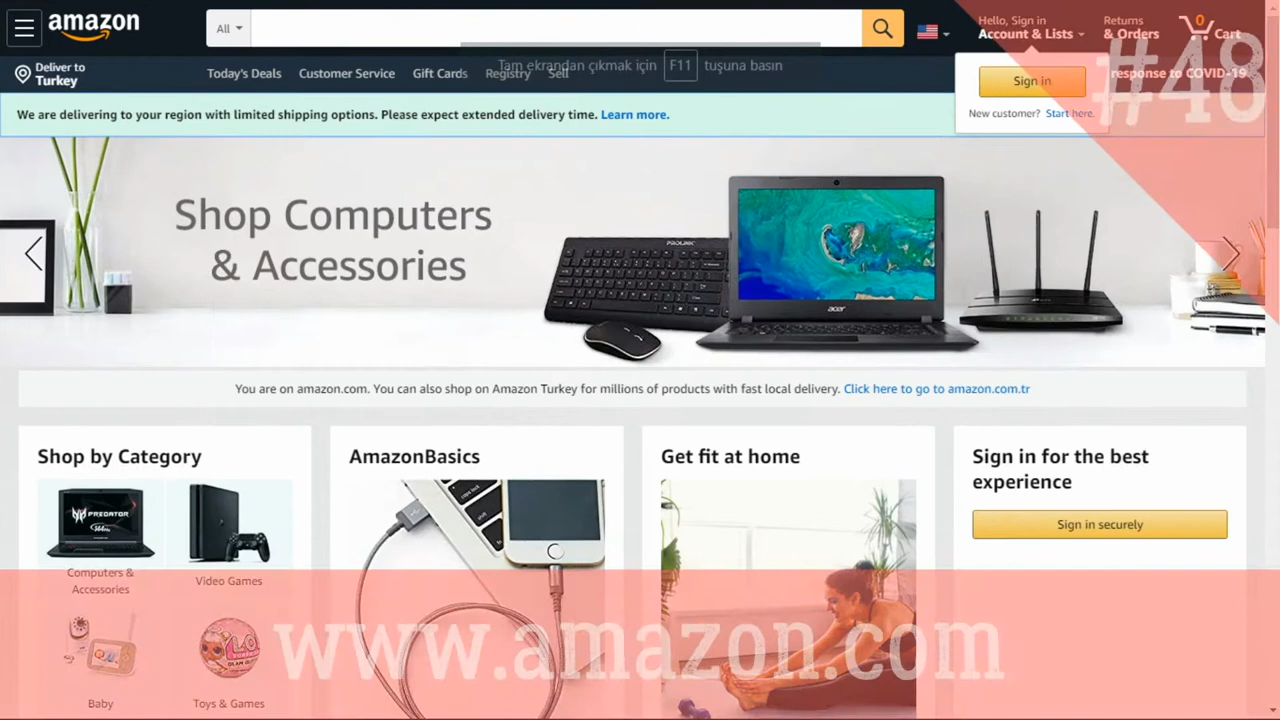 amazon
All
Hello, Sign in
Account & Lists
Returns
& Orders
0
Cart
#48
Deliver to
Turkey
Today's Deals
Customer Service
Gift Cards
Registry
Sell
Tam ekrandan çıkmak için F11 tuşuna basın
response to COVID-19
Sign in
New customer? Start here.
We are delivering to your region with limited shipping options. Please expect extended delivery time. Learn more.
Shop Computers
& Accessories
PROLINK
acer
You are on amazon.com. You can also shop on Amazon Turkey for millions of products with fast local delivery. Click here to go to amazon.com.tr
Shop by Category
PREDATOR
Computers &
Accessories
Video Games
Baby
Toys & Games
AmazonBasics
caps lock
Get fit at home
Sign in for the best
experience
Sign in securely
www.amazon.com